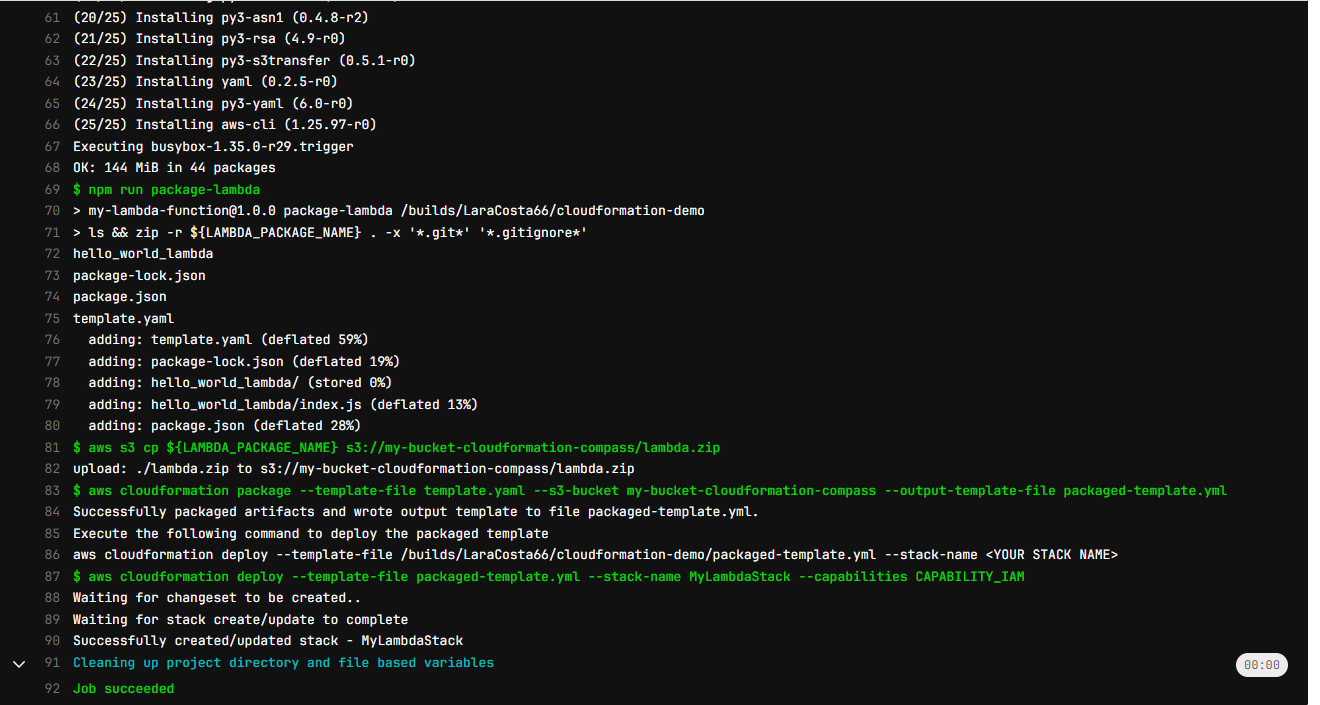 61 (20/25) Installing py3-asn1 (0.4.8-r2)
62 (21/25) Installing py3-rsa (4.9-r0)
63 (22/25) Installing py3-s3transfer (0.5.1-r0)
64 (23/25) Installing yaml (0.2.5-r0)
65 (24/25) Installing py3-yaml (6.0-r0)
66 (25/25) Installing aws-cli (1.25.97-r0)
67 Executing busybox-1.35.0-r29.trigger
68 OK: 144 MiB in 44 packages
69 $ npm run package-lambda
70 > my-lambda-function@1.0.0 package-lambda /builds/LaraCosta66/cloudformation-demo
71 > ls && zip -r ${LAMBDA_PACKAGE_NAME} . -x '*.git*' '*.gitignore*'
72 hello_world_lambda
73 package-lock.json
74 package.json
75 template.yaml
76   adding: template.yaml (deflated 59%)
77   adding: package-lock.json (deflated 19%)
78   adding: hello_world_lambda/ (stored 0%)
79   adding: hello_world_lambda/index.js (deflated 13%)
80   adding: package.json (deflated 28%)
81 $ aws s3 cp ${LAMBDA_PACKAGE_NAME} s3://my-bucket-cloudformation-compass/lambda.zip
82 upload: ./lambda.zip to s3://my-bucket-cloudformation-compass/lambda.zip
83 $ aws cloudformation package --template-file template.yaml --s3-bucket my-bucket-cloudformation-compass --output-template-file packaged-template.yml
84 Successfully packaged artifacts and wrote output template to file packaged-template.yml.
85 Execute the following command to deploy the packaged template
86 aws cloudformation deploy --template-file /builds/LaraCosta66/cloudformation-demo/packaged-template.yml --stack-name <YOUR STACK NAME>
87 $ aws cloudformation deploy --template-file packaged-template.yml --stack-name MyLambdaStack --capabilities CAPABILITY_IAM
88 Waiting for changeset to be created..
89 Waiting for stack create/update to complete
90 Successfully created/updated stack - MyLambdaStack
91 Cleaning up project directory and file based variables 00:00
92 Job succeeded